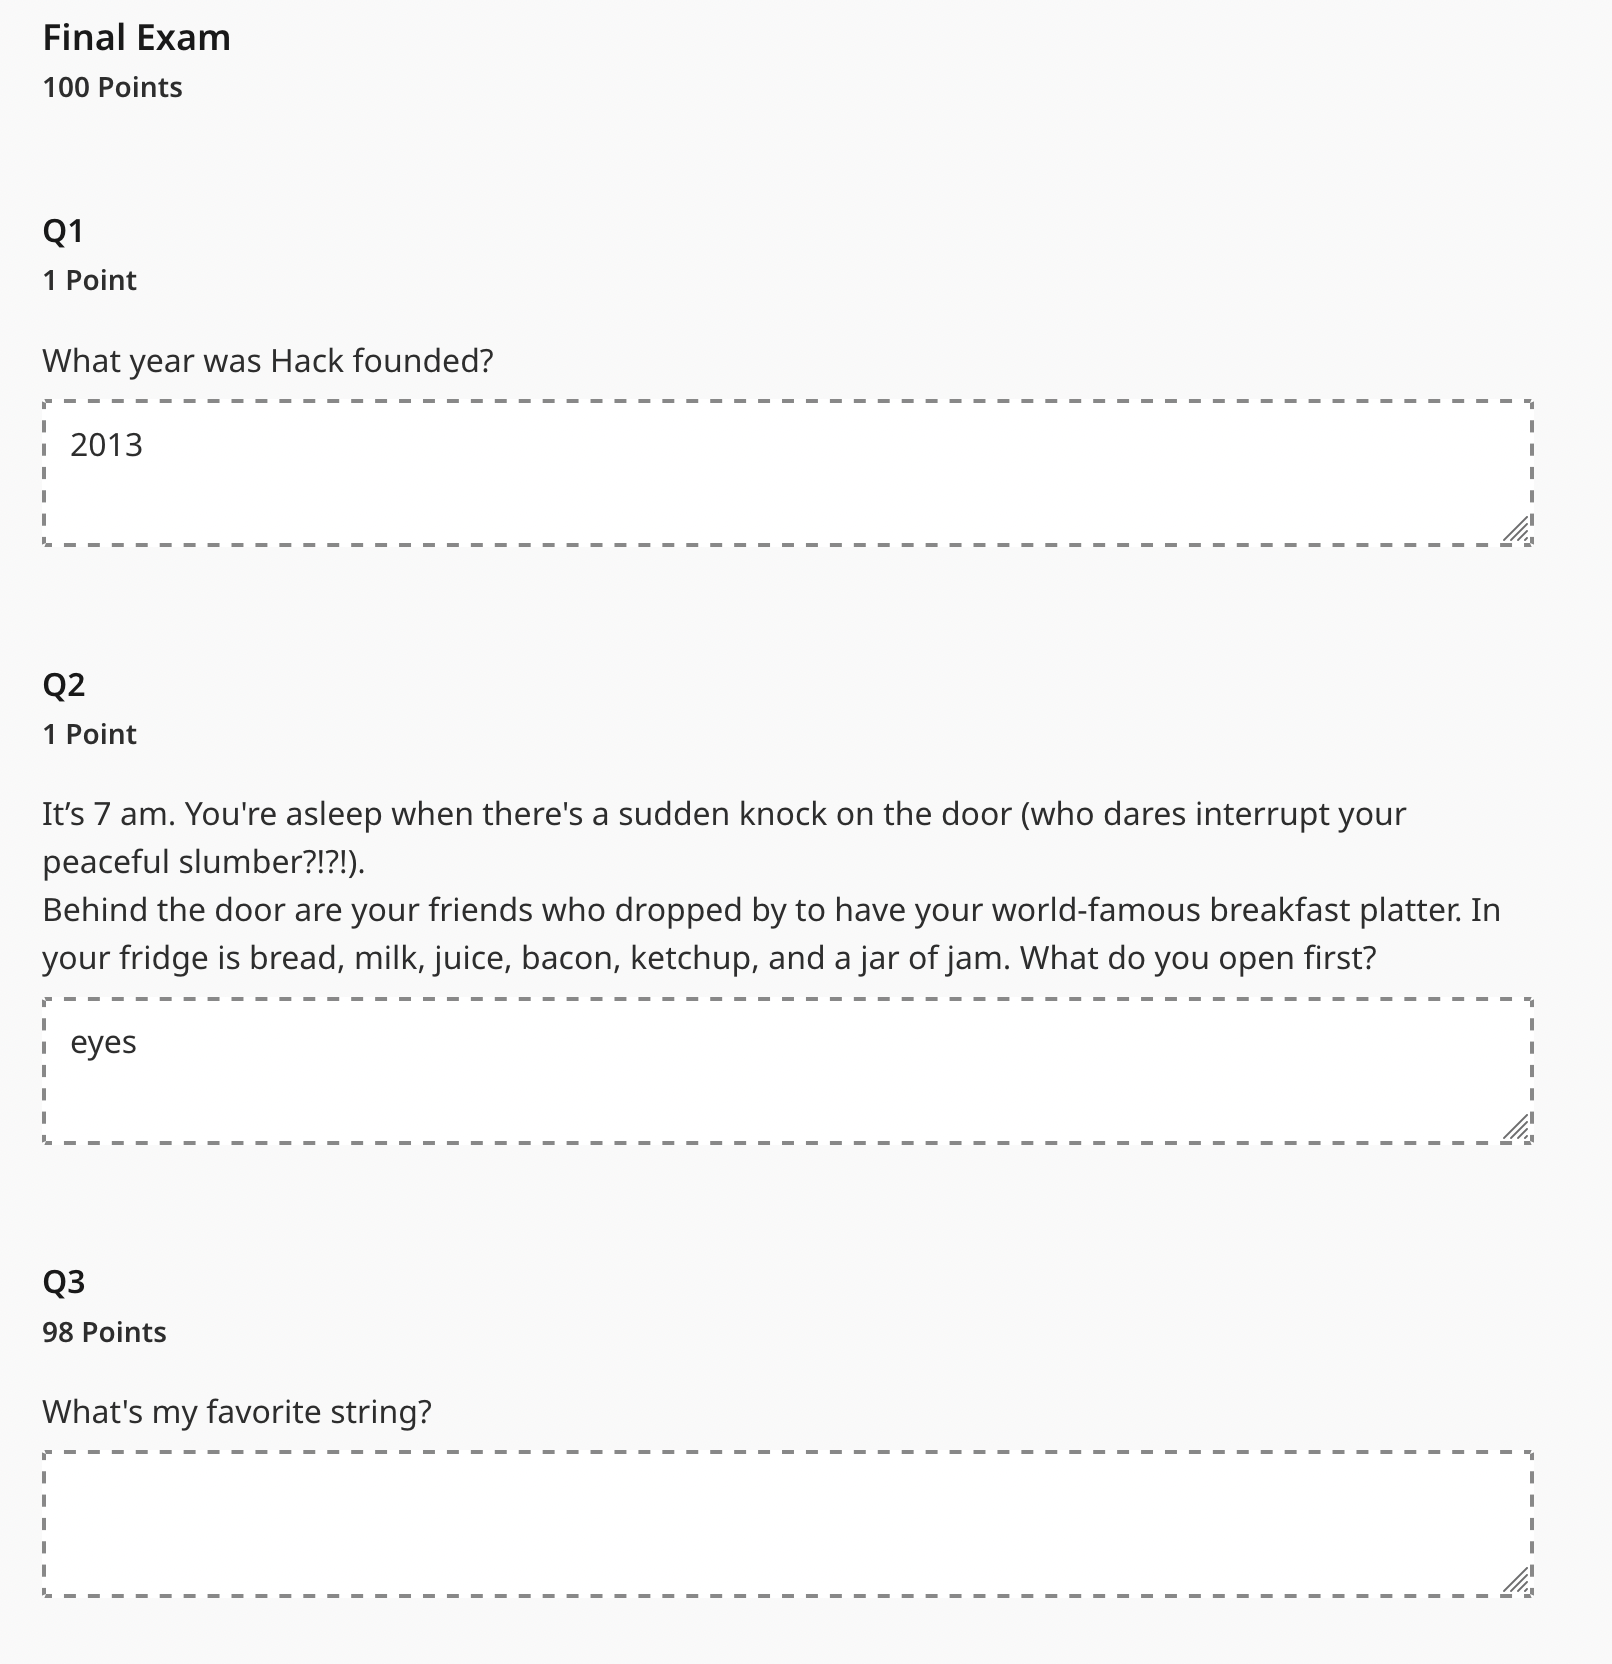 Final Exam
100 Points
Q1
1 Point
What year was Hack founded?
2013
Q2
1 Point
It’s 7 am. You're asleep when there's a sudden knock on the door (who dares interrupt your
peaceful slumber?!?!).
Behind the door are your friends who dropped by to have your world-famous breakfast platter. In
your fridge is bread, milk, juice, bacon, ketchup, and a jar of jam. What do you open first?
eyes
Q3
98 Points
What's my favorite string?